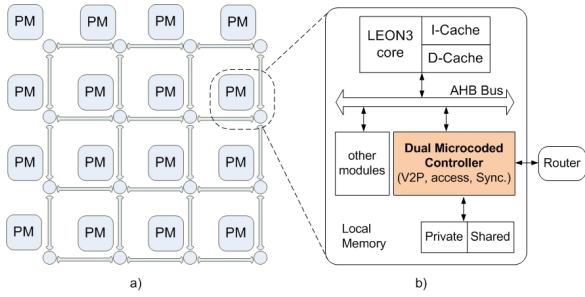 PM PM PM PM
PM PM PM PM
PM PM PM PM
PM PM PM PM
a)
LEON3
core
I-Cache
D-Cache
AHB Bus
other
modules
Dual Microcoded
Controller
(V2P, access, Sync.)
Router
Local
Memory
Private Shared
b)